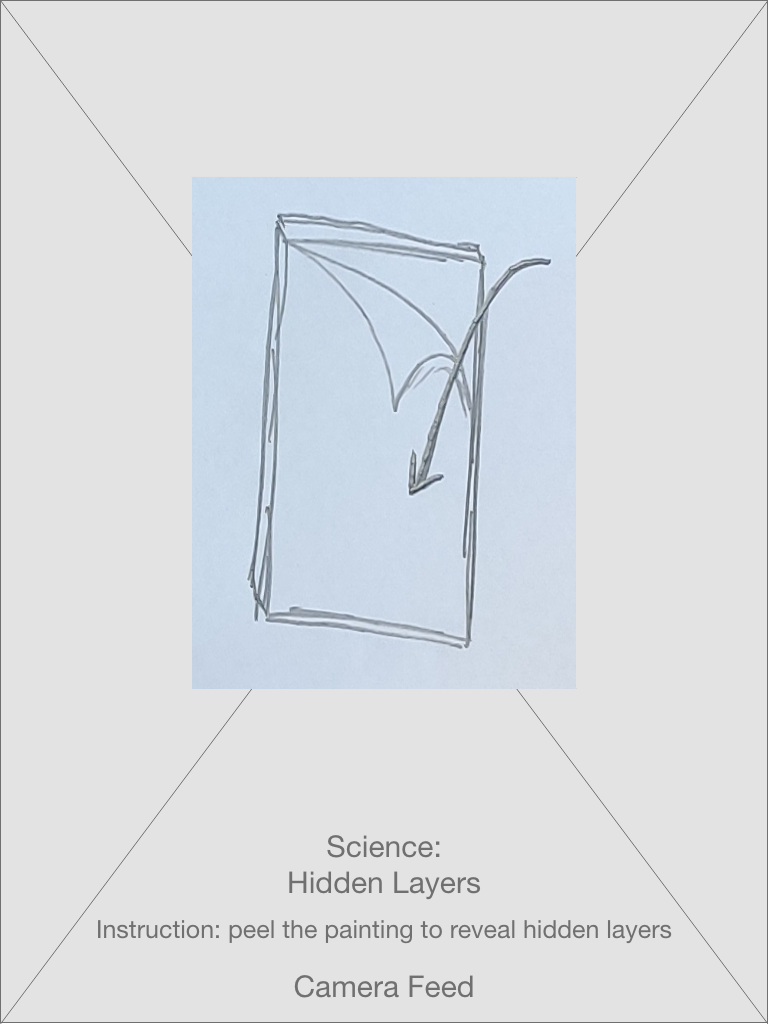 Science:
Hidden Layers
Instruction: peel the painting to reveal hidden layers
Camera Feed